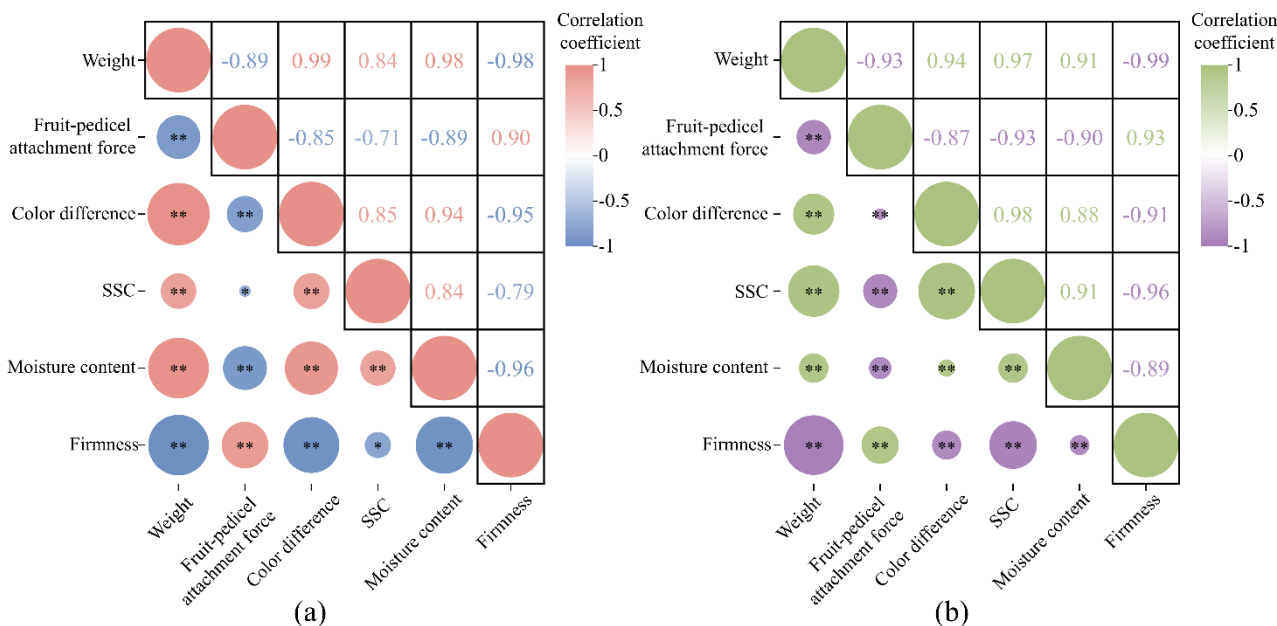 Correlation
coefficient
Weight
-0.89 0.99 0.84 0.98 -0.98
1
0.5
0
-0.5
-1
Fruit-pedicel
attachment force
** -0.85 -0.71 -0.89 0.90
Color difference
** ** 0.85 0.94 -0.95
SSC
** * ** 0.84 -0.79
Moisture content
** ** ** ** -0.96
Firmness
** ** ** * **
Weight
Fruit-pedicel
attachment force
Color difference
SSC
Moisture content
Firmness
(a)
Correlation
coefficient
Weight
-0.93 0.94 0.97 0.91 -0.99
1
0.5
0
-0.5
-1
Fruit-pedicel
attachment force
** -0.87 -0.93 -0.90 0.93
Color difference
** ** 0.98 0.88 -0.91
SSC
** ** ** 0.91 -0.96
Moisture content
** ** ** ** -0.89
Firmness
** ** ** ** **
Weight
Fruit-pedicel
attachment force
Color difference
SSC
Moisture content
Firmness
(b)